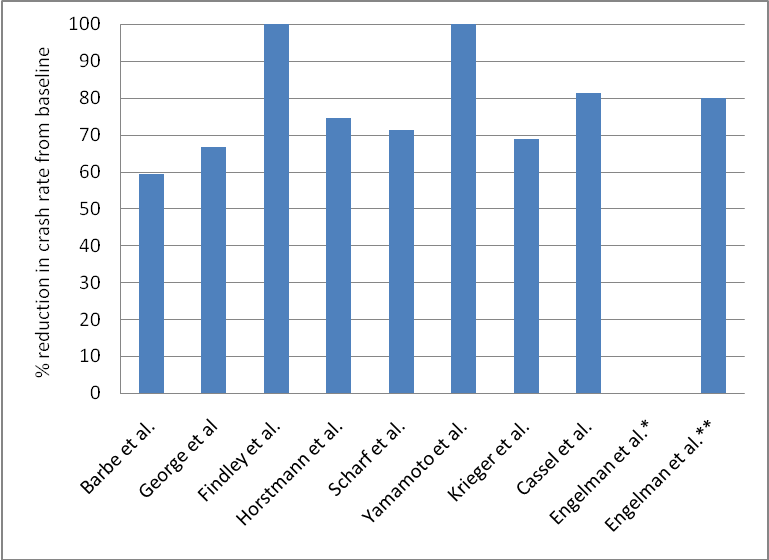 % reduction in crash rate from baseline
100
90
80
70
60
50
40
30
20
10
0
Barbe et al.
George et al
Findley et al.
Horstmann et al.
Scharf et al.
Yamamoto et al.
Krieger et al.
Cassel et al.
Engelman et al.*
Engelman et al.**